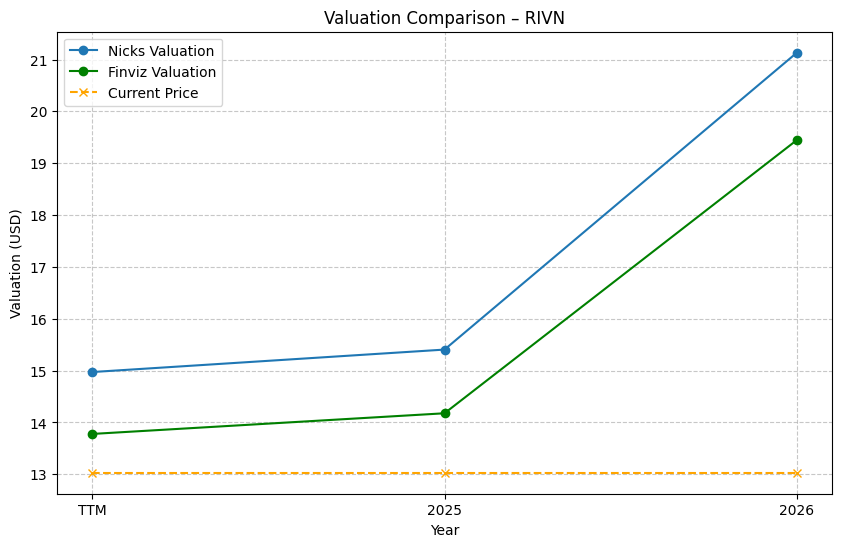 Valuation Comparison – RIVN
Nicks Valuation
Finviz Valuation
Current Price
Valuation (USD)
21
20
19
18
17
16
15
14
13
TTM
2025
2026
Year